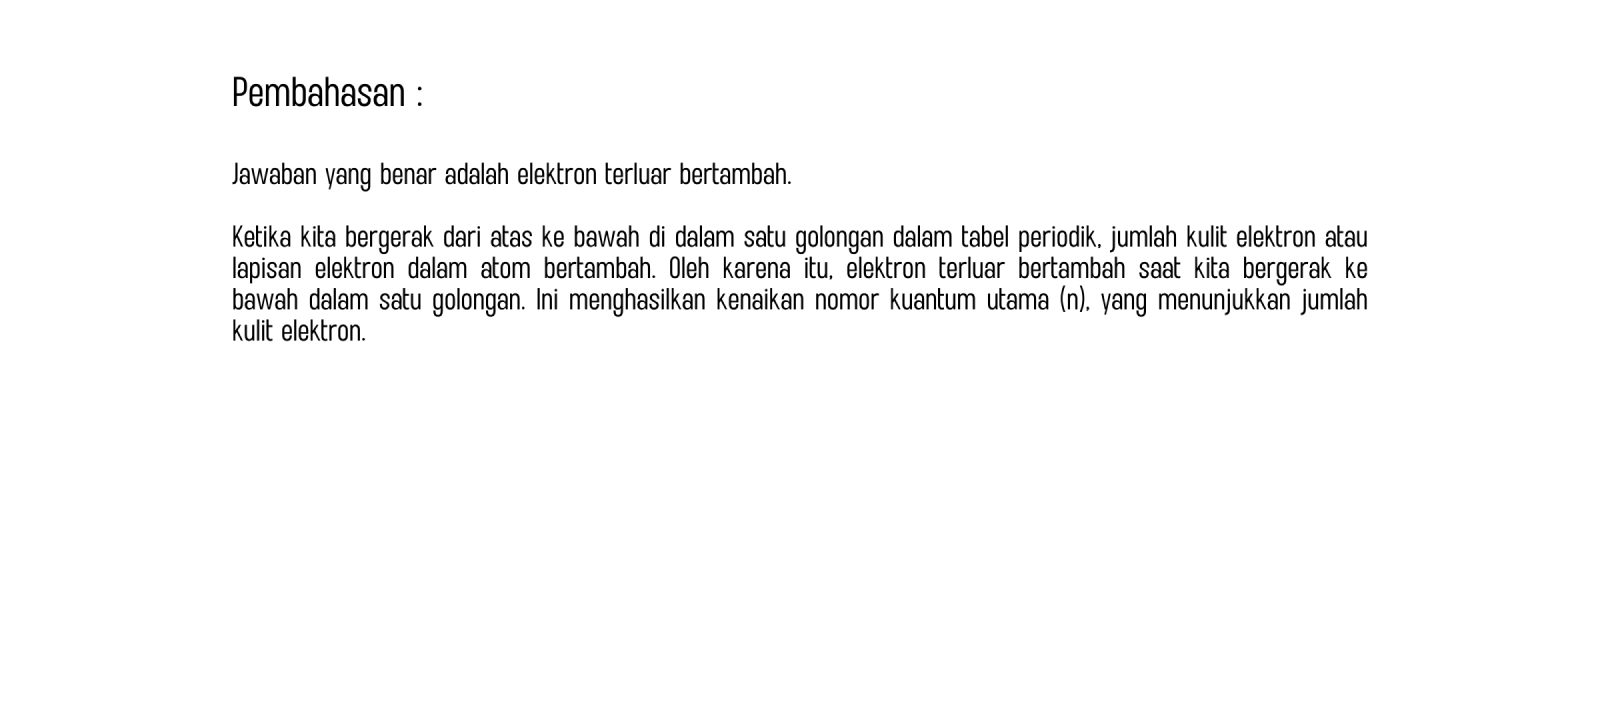 Pembahasan :
Jawaban yang benar adalah elektron terluar bertambah.
Ketika kita bergerak dari atas ke bawah di dalam satu golongan dalam tabel periodik, jumlah kulit elektron atau
lapisan elektron dalam atom bertambah. Oleh karena itu, elektron terluar bertambah saat kita bergerak ke
bawah dalam satu golongan. Ini menghasilkan kenaikan nomor kuantum utama (n), yang menunjukkan jumlah
kulit elektron.